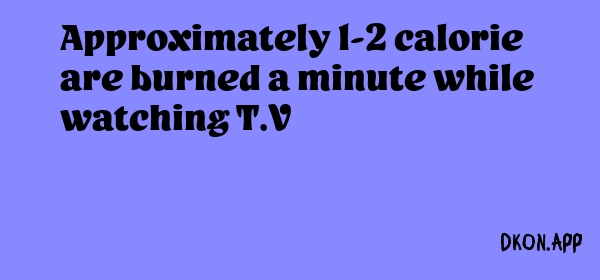 Approximately 1-2 calorie
are burned a minute while
watching T.V
DKON.APP